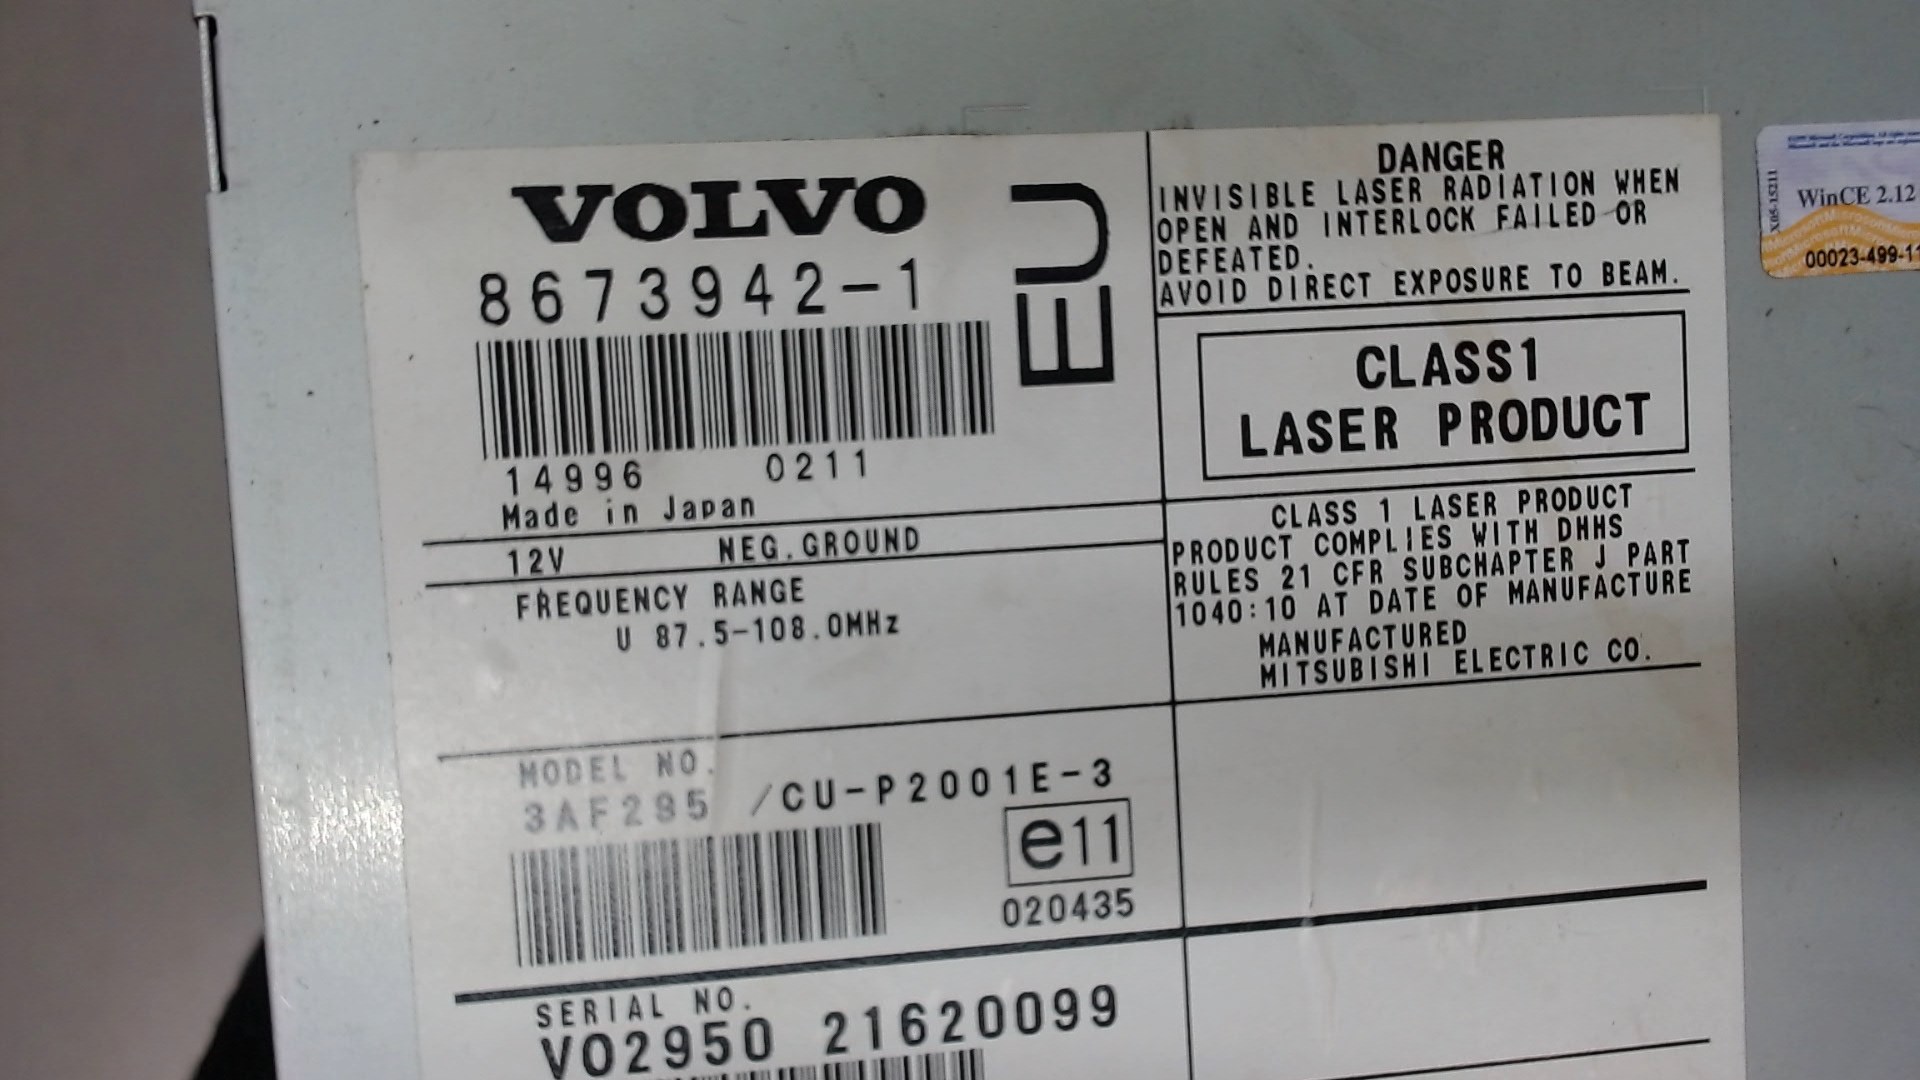 VOLVO
8673942-1
EU
14996 0211
Made in Japan
12V NEG.GROUND
FREQUENCY RANGE
U 87.5-108.0MHz
MODEL NO.
/CU-P2001E-3
e11
020435
SERIAL NO.
VO2950 21620099
DANGER
INVISIBLE LASER RADIATION WHEN
OPEN AND INTERLOCK FAILED OR
DEFEATED.
AVOID DIRECT EXPOSURE TO BEAM.
CLASS1
LASER PRODUCT
CLASS 1 LASER PRODUCT
PRODUCT COMPLIES WITH DHHS
RULES 21 CFR SUBCHAPTER J PART
1040:10 AT DATE OF MANUFACTURE
MANUFACTURED
MITSUBISHI ELECTRIC CO.
X05-15211
WinCE 2.12
00023-499-11